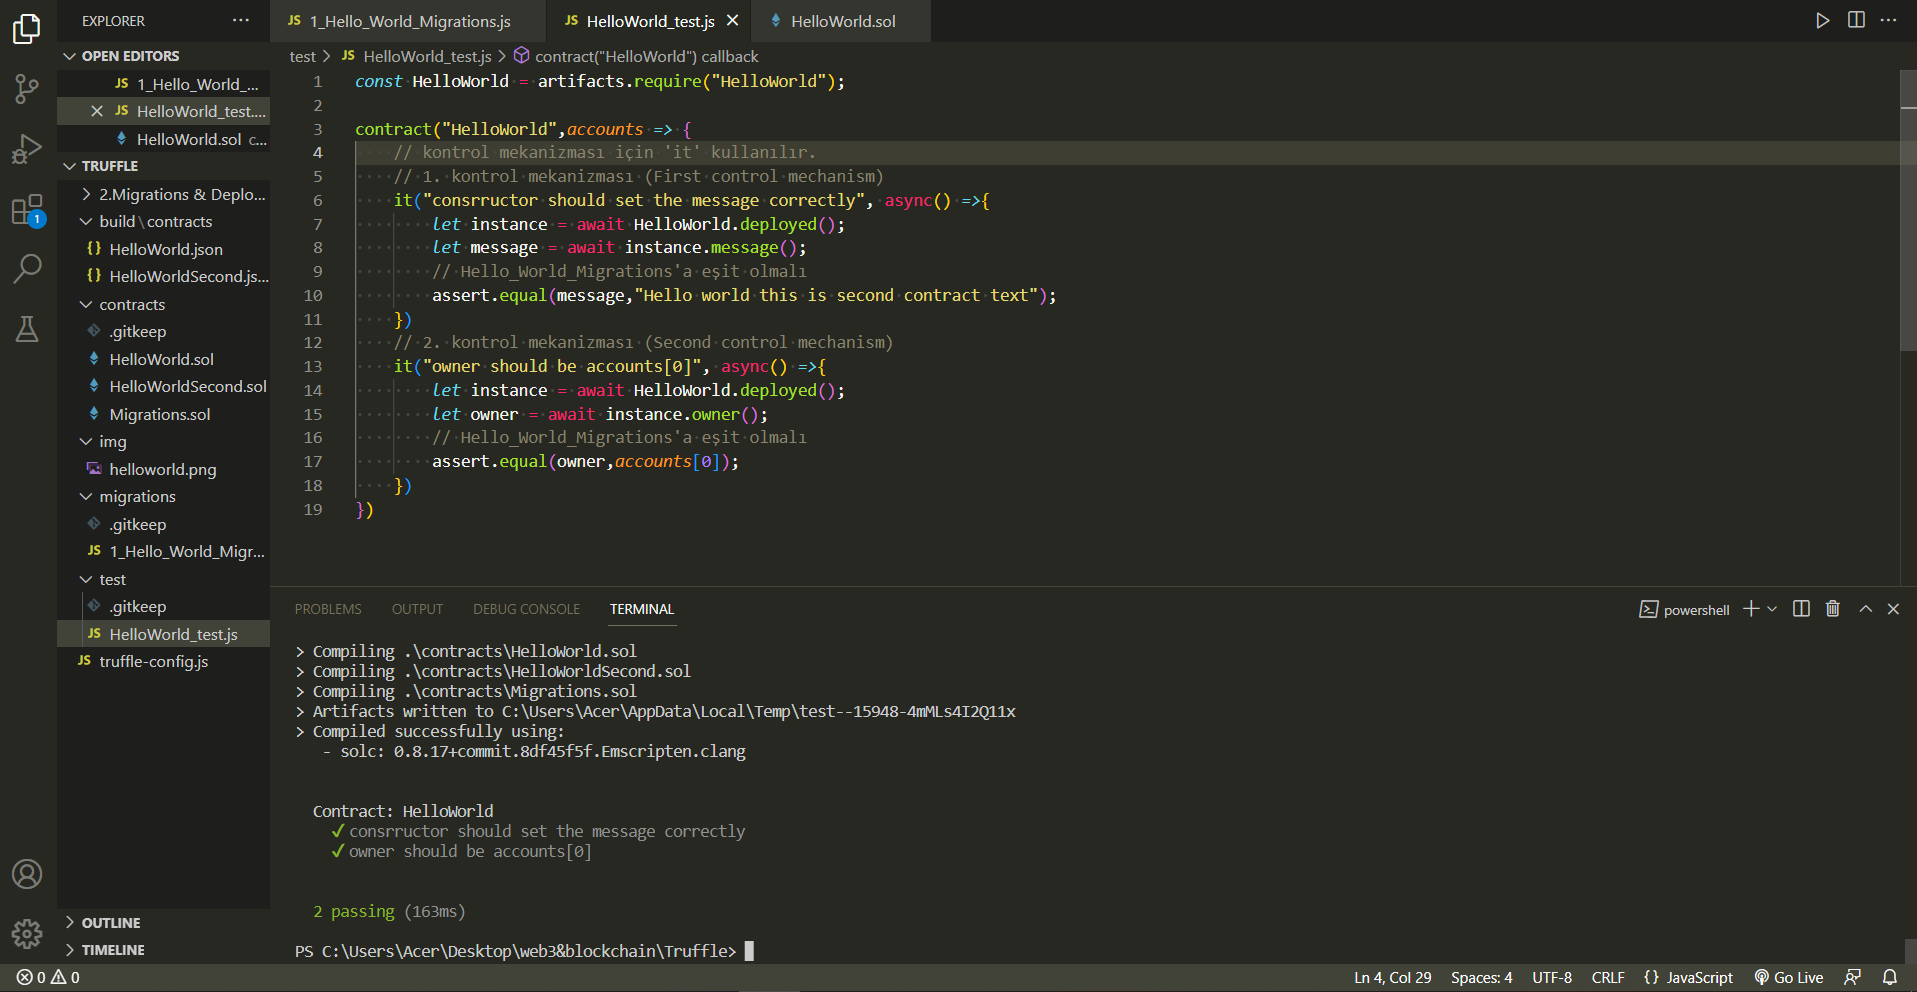 EXPLORER
···
OPEN EDITORS
JS 1_Hello_World_...
JS HelloWorld_test....
HelloWorld.sol c...
TRUFFLE
2.Migrations & Deplo...
build\contracts
{} HelloWorld.json
{} HelloWorldSecond.js...
contracts
.gitkeep
HelloWorld.sol
HelloWorldSecond.sol
Migrations.sol
img
helloworld.png
migrations
.gitkeep
JS 1_Hello_World_Migr...
test
.gitkeep
JS HelloWorld_test.js
JS truffle-config.js
OUTLINE
TIMELINE
1
JS 1_Hello_World_Migrations.js
JS HelloWorld_test.js
HelloWorld.sol
test > JS HelloWorld_test.js > contract("HelloWorld") callback
1 const HelloWorld = artifacts.require("HelloWorld");
2
3 contract("HelloWorld",accounts => {
4 // kontrol mekanizması için 'it' kullanılır.
5 // 1. kontrol mekanizması (First control mechanism)
6 it("consrructor should set the message correctly", async() =>{
7 let instance = await HelloWorld.deployed();
8 let message = await instance.message();
9 // Hello_World_Migrations'a eşit olmalı
10 assert.equal(message,"Hello world this is second contract text");
11 })
12 // 2. kontrol mekanizması (Second control mechanism)
13 it("owner should be accounts[0]", async() =>{
14 let instance = await HelloWorld.deployed();
15 let owner = await instance.owner();
16 // Hello_World_Migrations'a eşit olmalı
17 assert.equal(owner,accounts[0]);
18 })
19 })
PROBLEMS OUTPUT DEBUG CONSOLE TERMINAL
powershell
> Compiling .\contracts\HelloWorld.sol
> Compiling .\contracts\HelloWorldSecond.sol
> Compiling .\contracts\Migrations.sol
> Artifacts written to C:\Users\Acer\AppData\Local\Temp\test--15948-4mMLs4I2Q11x
> Compiled successfully using:
- solc: 0.8.17+commit.8df45f5f.Emscripten.clang
Contract: HelloWorld
✓ consrructor should set the message correctly
✓ owner should be accounts[0]
2 passing (163ms)
PS C:\Users\Acer\Desktop\web3&blockchain\Truffle>
0 0
Ln 4, Col 29 Spaces: 4 UTF-8 CRLF {} JavaScript Go Live